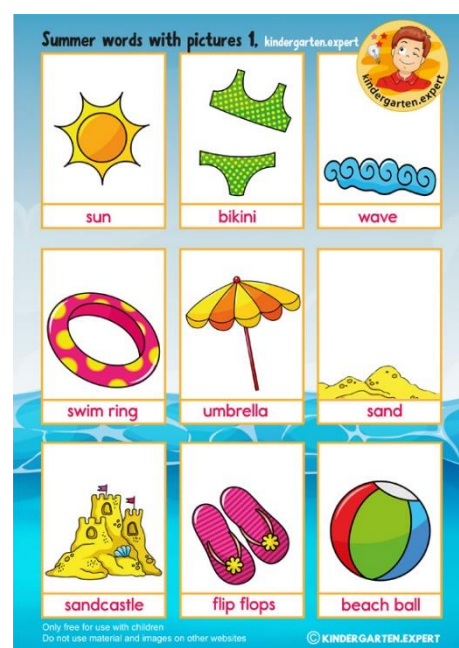 Summer words with pictures 1, kindergarten.expert
kindergarten.expert
sun
bikini
wave
swim ring
umbrella
sand
sandcastle
flip flops
beach ball
Only free for use with children
Do not use material and images on other websites
© KINDERGARTEN.EXPERT